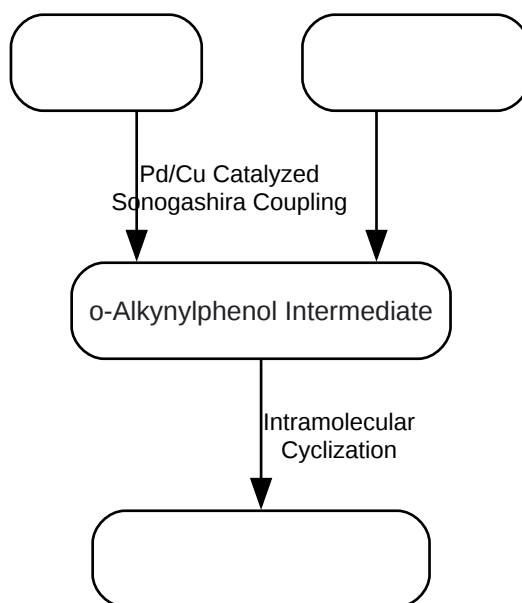 Pd/Cu Catalyzed
Sonogashira Coupling
o-Alkynylphenol Intermediate
Intramolecular
Cyclization